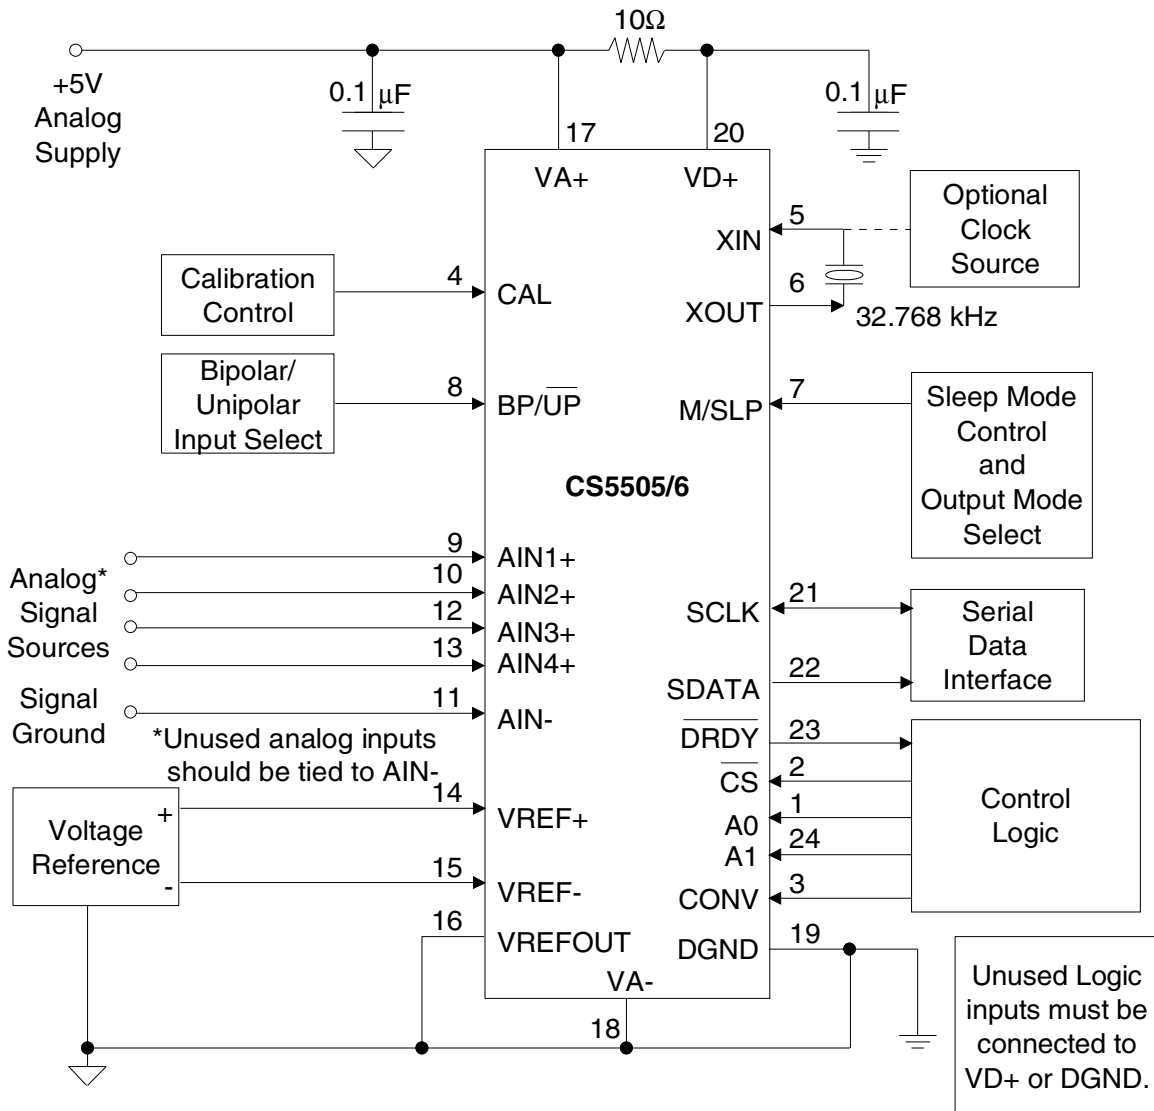 10Ω
+5V
Analog
Supply
0.1 μF
0.1 μF
17
20
VA+
VD+
Optional
Clock
Source
5
XIN
6
XOUT
32.768 kHz
Calibration
Control
4
CAL
Bipolar/
Unipolar
Input Select
8
BP/U̅P̅
7
M/SLP
Sleep Mode
Control
and
Output Mode
Select
CS5505/6
Analog*
Signal
Sources
9
AIN1+
10
AIN2+
12
AIN3+
13
AIN4+
Signal
Ground
11
AIN-
*Unused analog inputs
should be tied to AIN-
21
SCLK
22
SDATA
Serial
Data
Interface
23
D̅R̅D̅Y̅
2
C̅S̅
1
A0
24
A1
3
CONV
Control
Logic
Voltage
Reference
+
-
14
VREF+
15
VREF-
16
VREFOUT
19
DGND
VA-
18
Unused Logic
inputs must be
connected to
VD+ or DGND.